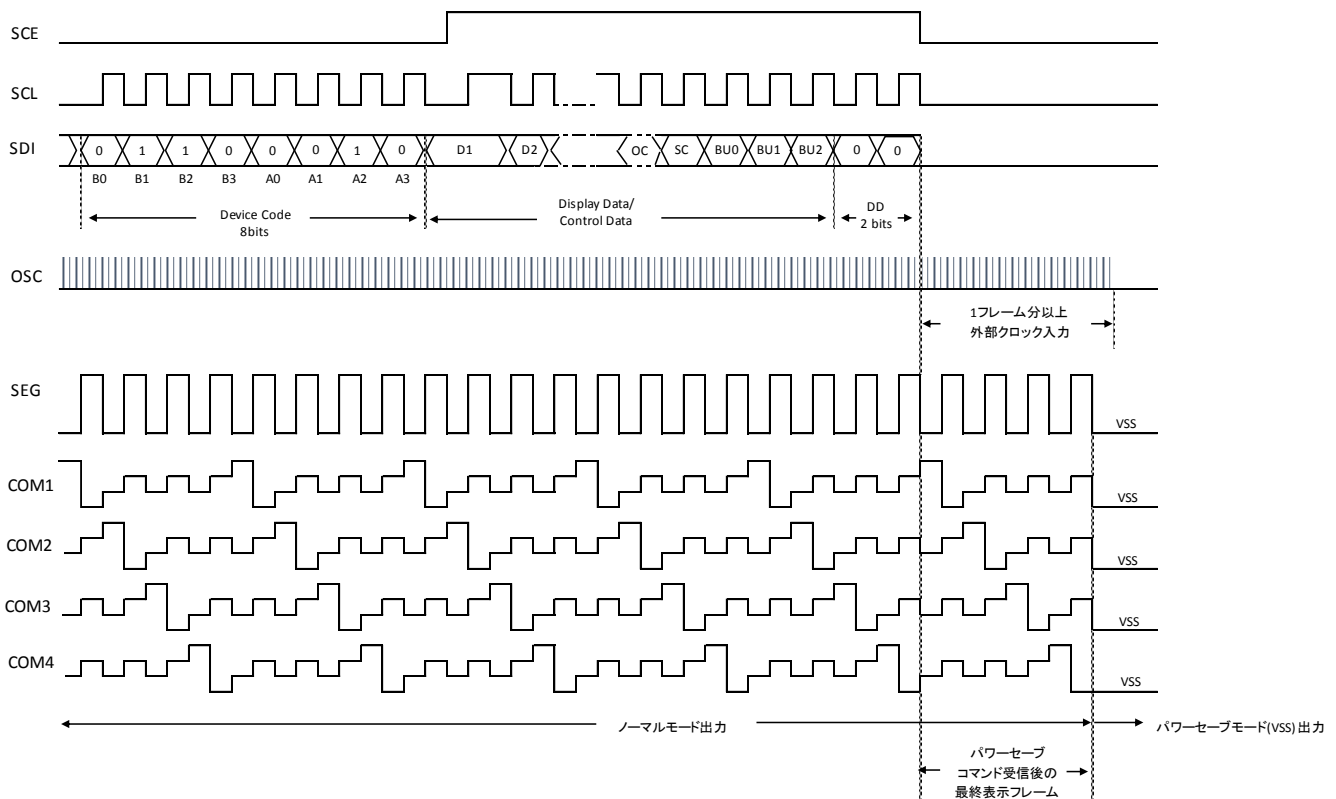 SCE
SCL
SDI
0 1 1 0 0 0 1 0 D1 D2 OC SC BU0 BU1 BU2 0 0
B0 B1 B2 B3 A0 A1 A2 A3
Device Code
8bits
Display Data/
Control Data
DD
2 bits
OSC
1フレーム分以上
外部クロック入力
SEG
VSS
COM1
VSS
COM2
VSS
COM3
VSS
COM4
VSS
ノーマルモード出力
パワーセーブモード(VSS)出力
パワーセーブ
コマンド受信後の
最終表示フレーム